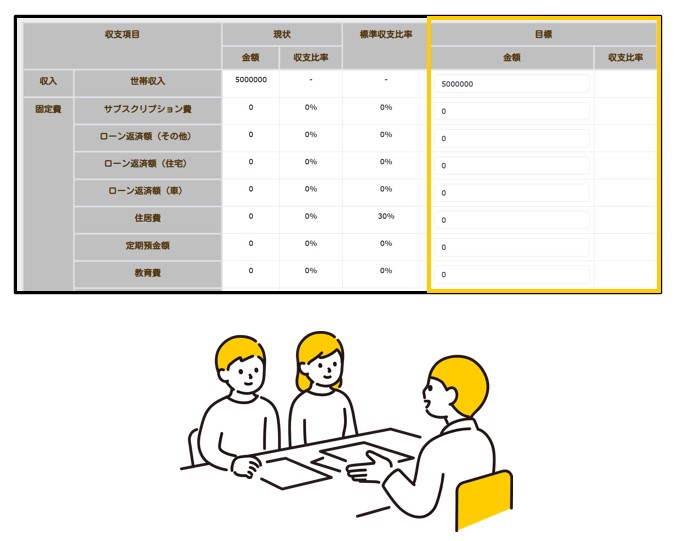 収支項目 現状 標準収支比率 目標
金額 収支比率 金額 収支比率
収入 世帯収入 5000000 - - 5000000
固定費 サブスクリプション費 0 0% 0% 0
ローン返済額（その他） 0 0% 0% 0
ローン返済額（住宅） 0 0% 0% 0
ローン返済額（車） 0 0% 0% 0
住居費 0 0% 30% 0
定期預金額 0 0% 0% 0
教育費 0 0% 0% 0